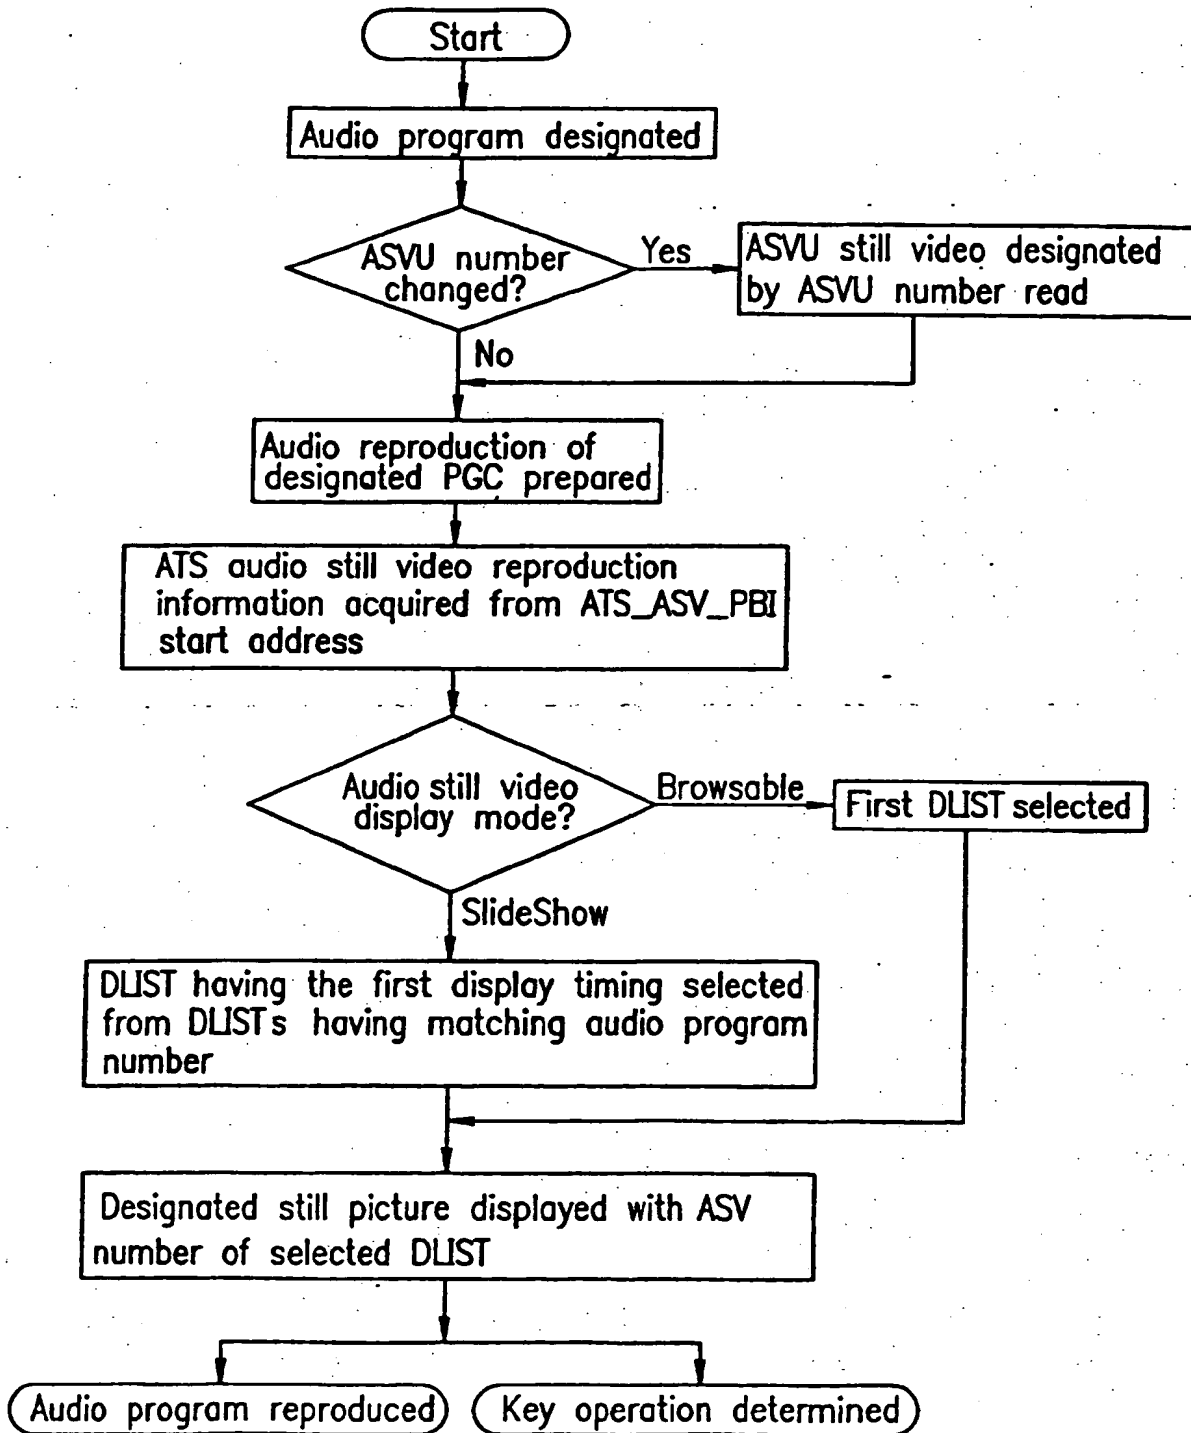 Start
Audio program designated
ASVU number
changed?
Yes
ASVU still video designated
by ASVU number read
No
Audio reproduction of
designated PGC prepared
ATS audio still video reproduction
information acquired from ATS_ASV_PBI
start address
Audio still video
display mode?
Browsable
First DLIST selected
SlideShow
DLIST having the first display timing selected
from DLISTs having matching audio program
number
Designated still picture displayed with ASV
number of selected DLIST
Audio program reproduced
Key operation determined